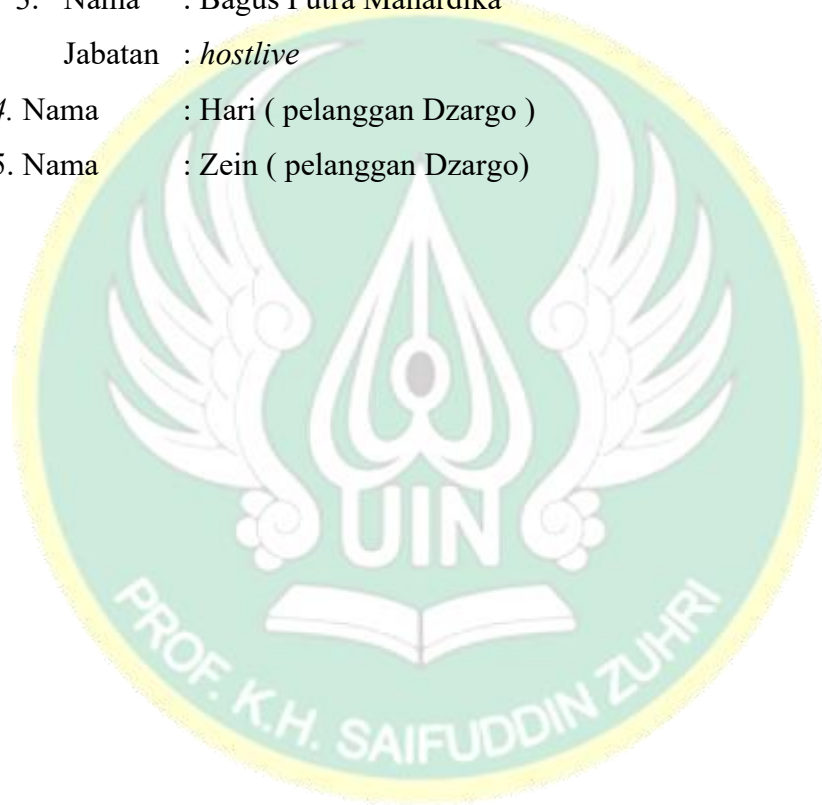 3. Nama : Bagus Putra Mahardika
Jabatan : hostlive
4. Nama : Hari ( pelanggan Dzargo )
5. Nama : Zein ( pelanggan Dzargo)
UIN
PROF. K.H. SAIFUDDIN ZUHRI